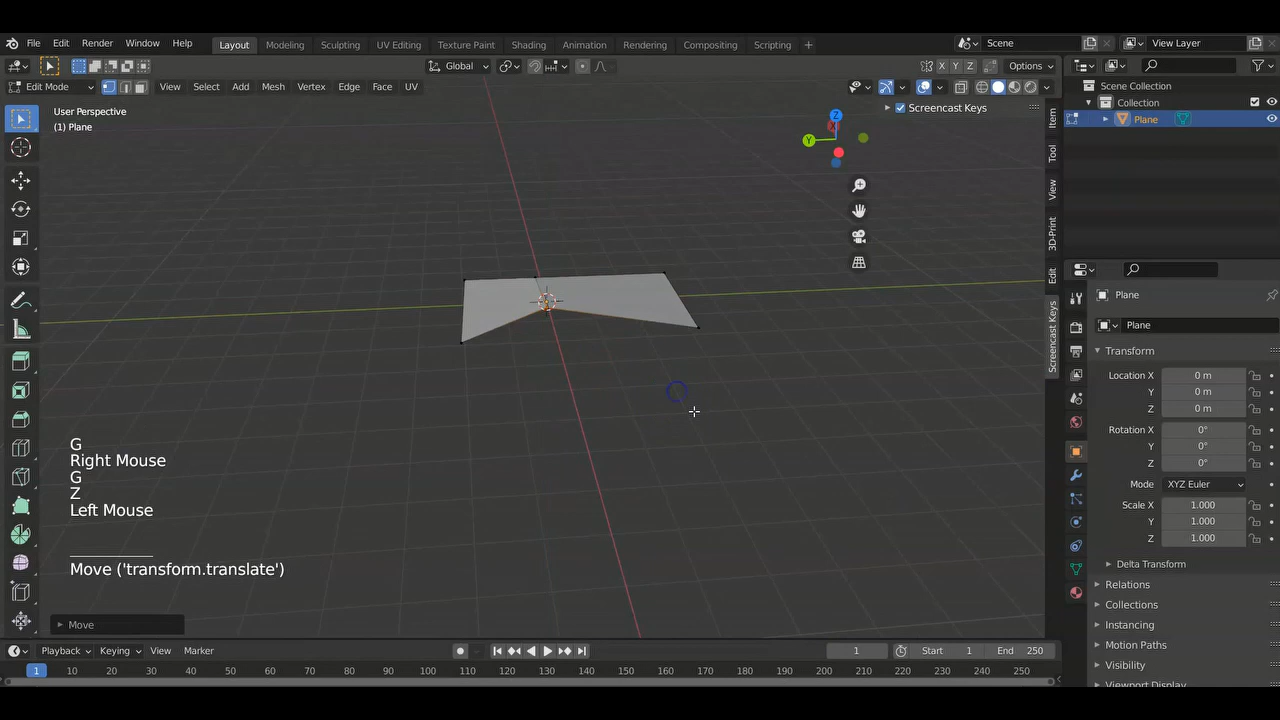 File Edit Render Window Help Layout Modeling Sculpting UV Editing Texture Paint Shading Animation Rendering Compositing Scripting + Scene View Layer
Global X Y Z Options
Edit Mode View Select Add Mesh Vertex Edge Face UV
Scene Collection
Collection
Plane
User Perspective
(1) Plane
Screencast Keys
Z
X
Y
Item
Tool
View
3D-Print
Edit
Screencast Keys
Plane
Plane
Transform
Location X 0 m
Y 0 m
Z 0 m
Rotation X 0°
Y 0°
Z 0°
Mode XYZ Euler
Scale X 1.000
Y 1.000
Z 1.000
Delta Transform
Relations
Collections
Instancing
Motion Paths
Visibility
Viewport Display
G
Right Mouse
G
Z
Left Mouse
Move ('transform.translate')
Move
Playback Keying View Marker 1 Start 1 End 250
1 10 20 30 40 50 60 70 80 90 100 110 120 130 140 150 160 170 180 190 200 210 220 230 240 250